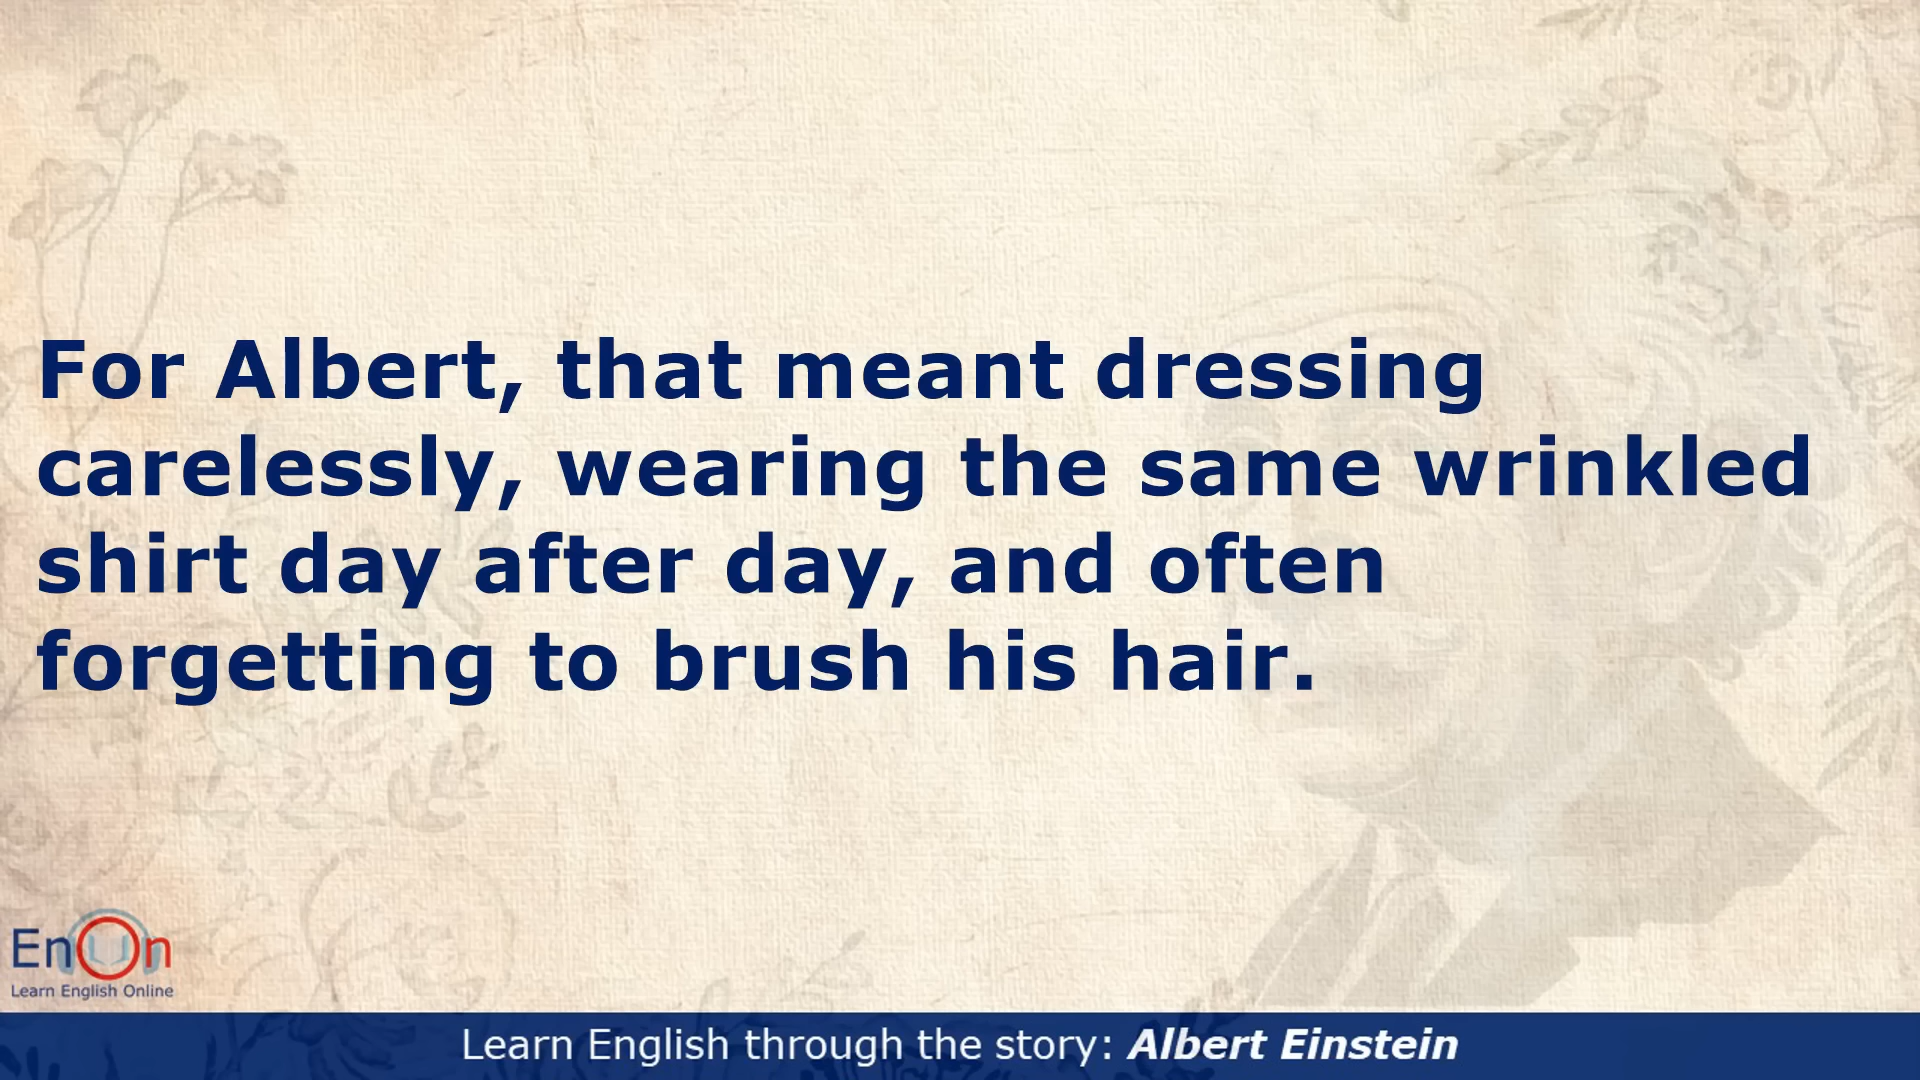 For Albert, that meant dressing
carelessly, wearing the same wrinkled
shirt day after day, and often
forgetting to brush his hair.
EnOn
Learn English Online
Learn English through the story: Albert Einstein